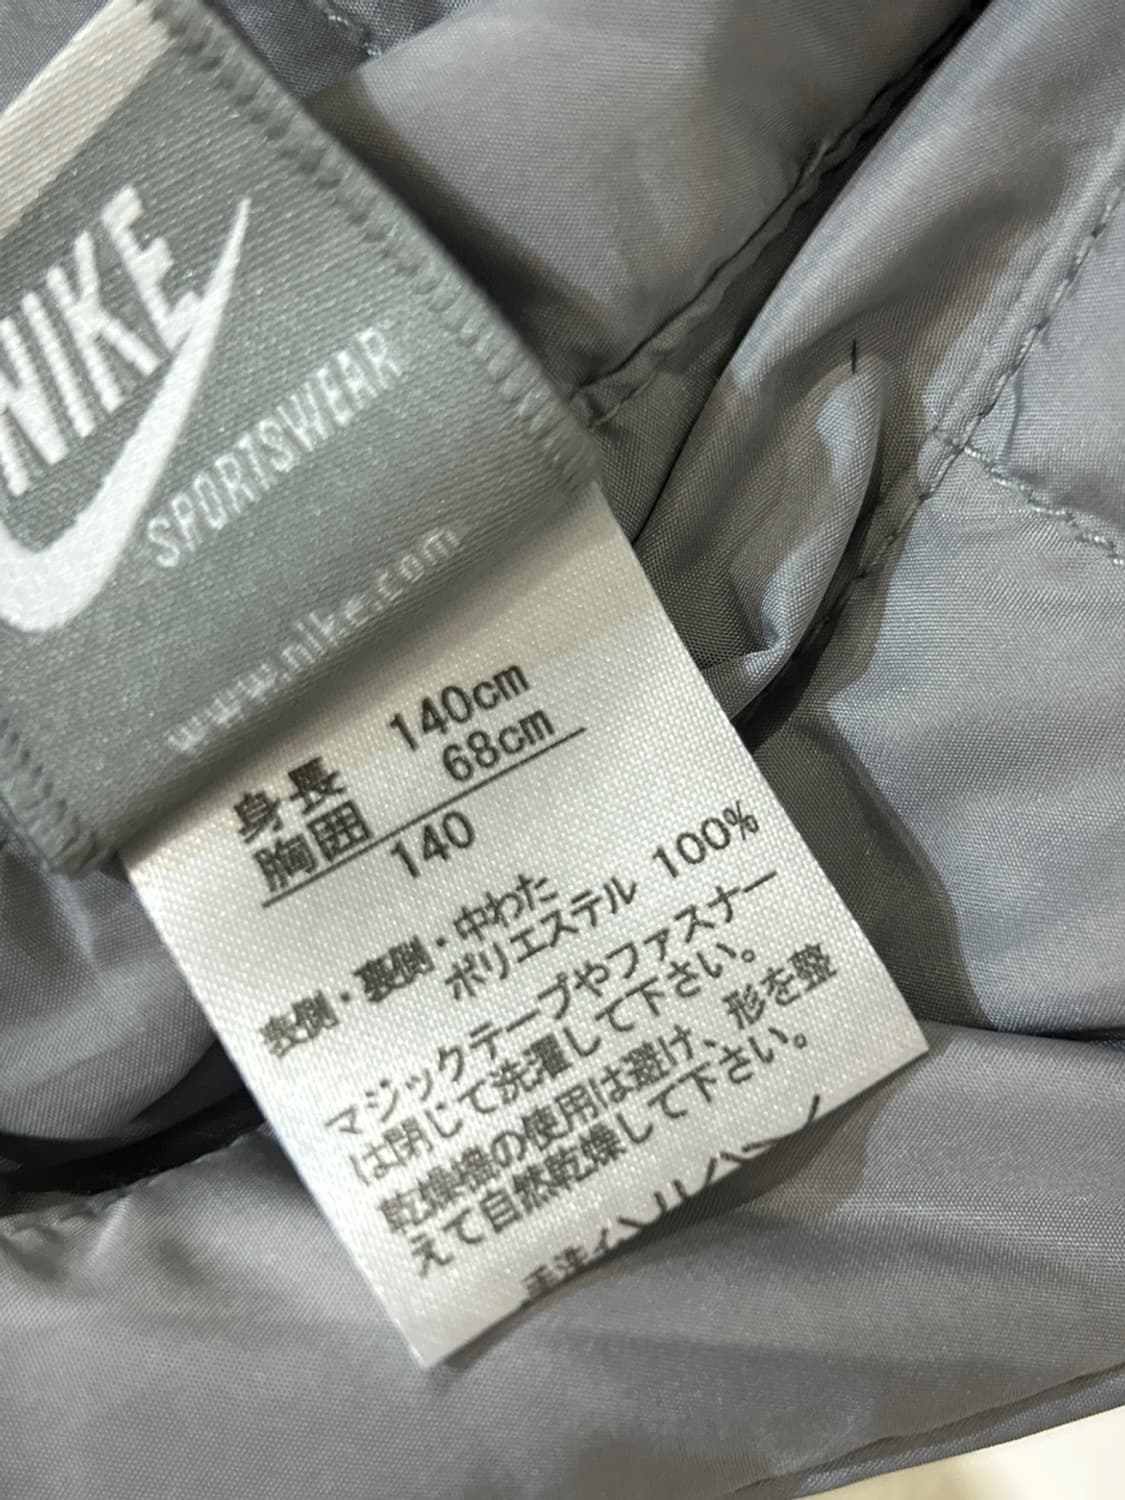 NIKE
SPORTSWEAR
www.nike.com
身長 140cm
胸囲 68cm
140
表側・裏側・中わた
ポリエステル 100%
マジックテープやファスナー
は閉じて洗濯して下さい。
乾燥機の使用は避け、形を整
えて自然乾燥して下さい。